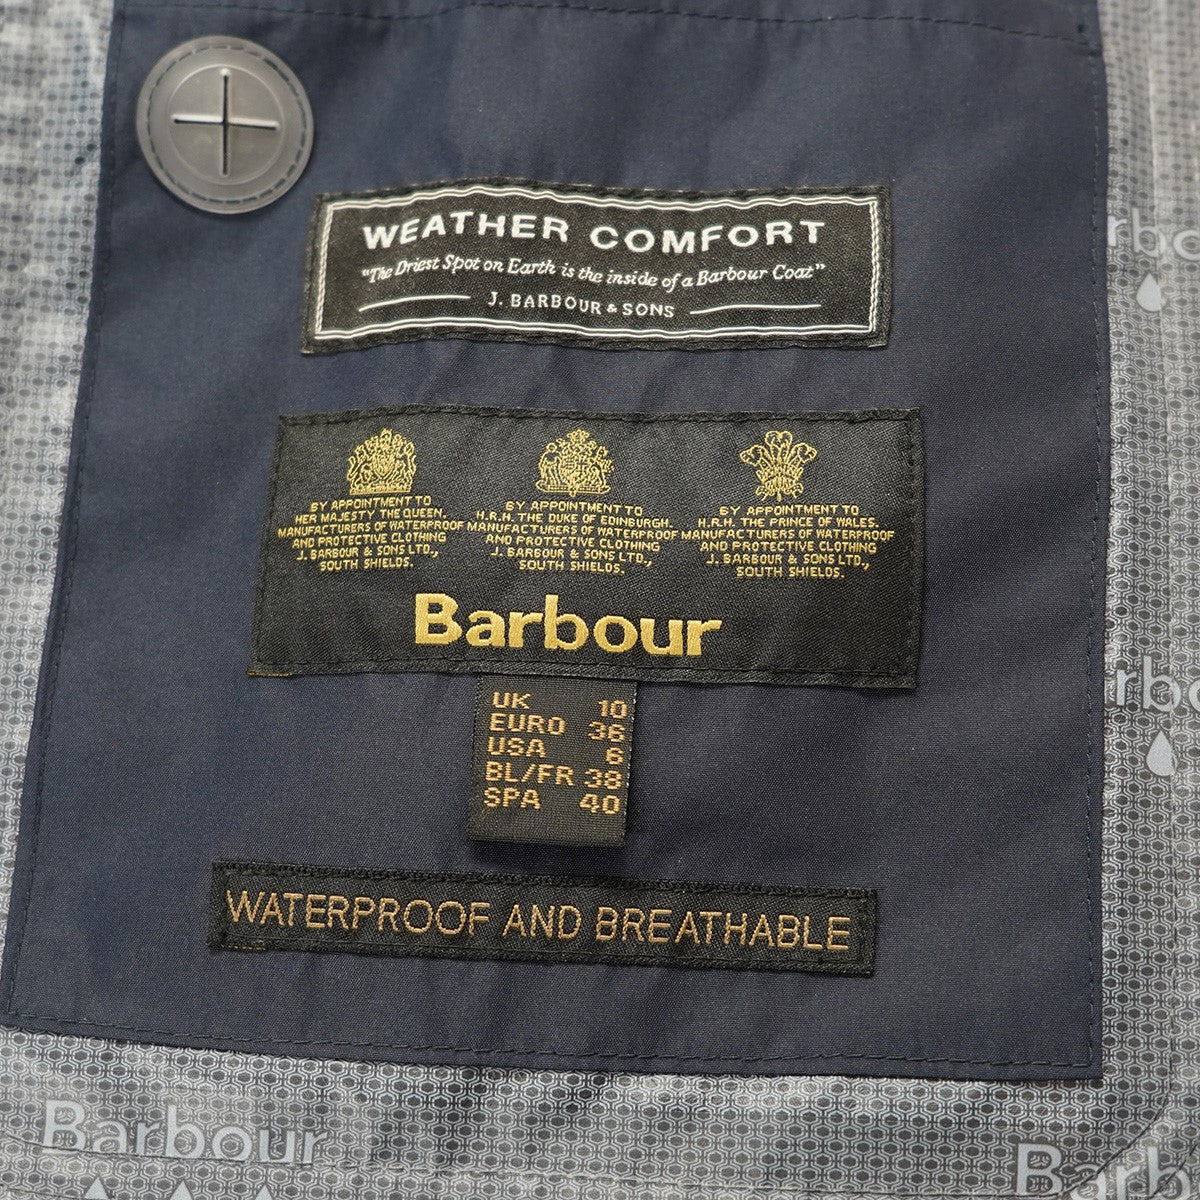 WEATHER COMFORT
"The Driest Spot on Earth is the inside of a Barbour Coat"
J. BARBOUR & SONS
BY APPOINTMENT TO
HER MAJESTY THE QUEEN.
MANUFACTURERS OF WATERPROOF
AND PROTECTIVE CLOTHING
J. BARBOUR & SONS LTD.,
SOUTH SHIELDS.
BY APPOINTMENT TO
H.R.H. THE DUKE OF EDINBURGH.
MANUFACTURERS OF WATERPROOF
AND PROTECTIVE CLOTHING
J. BARBOUR & SONS LTD.,
SOUTH SHIELDS.
BY APPOINTMENT TO
H.R.H. THE PRINCE OF WALES.
MANUFACTURERS OF WATERPROOF
AND PROTECTIVE CLOTHING
J. BARBOUR & SONS LTD.,
SOUTH SHIELDS.
Barbour
UK 10
EURO 36
USA 6
BL/FR 38
SPA 40
WATERPROOF AND BREATHABLE
rbo
rbo
Barbour
Barb